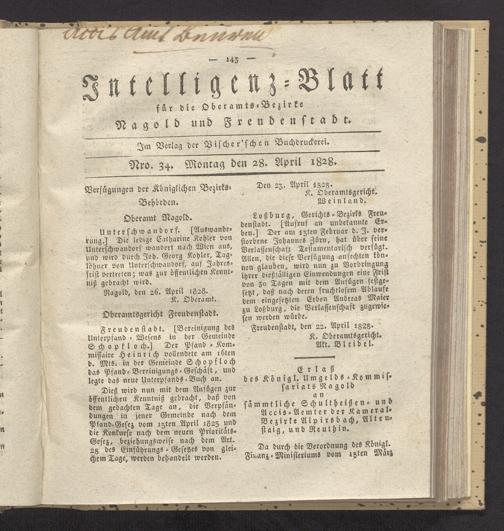 Accis Amt Beuren
— 143 —
Intelligenz-Blatt
für die Oberamts-Bezirke
Nagold und Freudenstadt.
Im Verlag der Vischer'schen Buchdruckerei.
Nro. 34. Montag den 28. April 1828.
Verfügungen der Königlichen Bezirks-
Behörden.
Oberamt Nagold.
Unterschwandorf. [Auswande-
rung.] Die ledige Catharine Kohler von
Unterschwandorf wandert nach Wien aus,
und wird durch Joh. Georg Kohler, Tag-
löhner von Unterschwandorf, auf Jahres-
frist vertreten; was zur öffentlichen Kennt-
niß gebracht wird.
Nagold, den 26. April 1828.
K. Oberamt.
Oberamtsgericht Freudenstadt.
Freudenstadt. [Vereinigung des
Unterpfand-Wesens in der Gemeinde
Schopfloch.] Der Pfand-Kom-
missaire Heinrich vollendete am 16ten
d. Mts. in der Gemeinde Schopfloch
das Pfand-Vereinigungs-Geschäft, und
legte das neue Unterpfands-Buch an.
Dieß wird nun mit dem Anfügen zur
öffentlichen Kenntniß gebracht, daß von
dem gedachten Tage an, die Verpfän-
dungen in jener Gemeinde nach dem
Pfand-Gesez vom 15ten April 1825 und
die Konkurse nach dem neuen Prioritäts-
Gesez, beziehungsweise nach dem Art.
25 des Einführungs-Gesetzes von glei-
chem Tage, werden behandelt werden.
Den 23. April 1828.
K. Oberamtsgericht.
Weinland.
Loßburg, Gerichts-Bezirks Freu-
denstadt. [Aufruf an unbekannte Er-
ben.] Der am 15ten Februar d. J. ver-
storbene Johannes Zürn, hat über seine
Verlassenschaft Testamentarisch verfügt.
Allen, die diese Verfügung anfechten kön-
nen glauben, wird nun zu Vorbringung
ihrer dießfälligen Einwendungen eine Frist
von 30 Tagen mit dem Anfügen festge-
setzt, daß nach deren fruchtlosem Ablaufe
dem eingesetzten Erben Andreas Maier
zu Loßburg, die Verlassenschaft zugewie-
sen werden würde.
Freudenstadt, den 22. April 1828.
K. Oberamtsgericht.
Akt. Bleibel.
Erlaß
des Königl. Umgelds-Kommis-
sariats Nagold
an
sämmtliche Schultheisen- und
Accis-Aemter der Kameral-
Bezirke Alpirsbach, Alten-
staig, und Reuthin.
Da durch die Verordnung des Königl.
Finanz-Ministeriums vom 15ten März